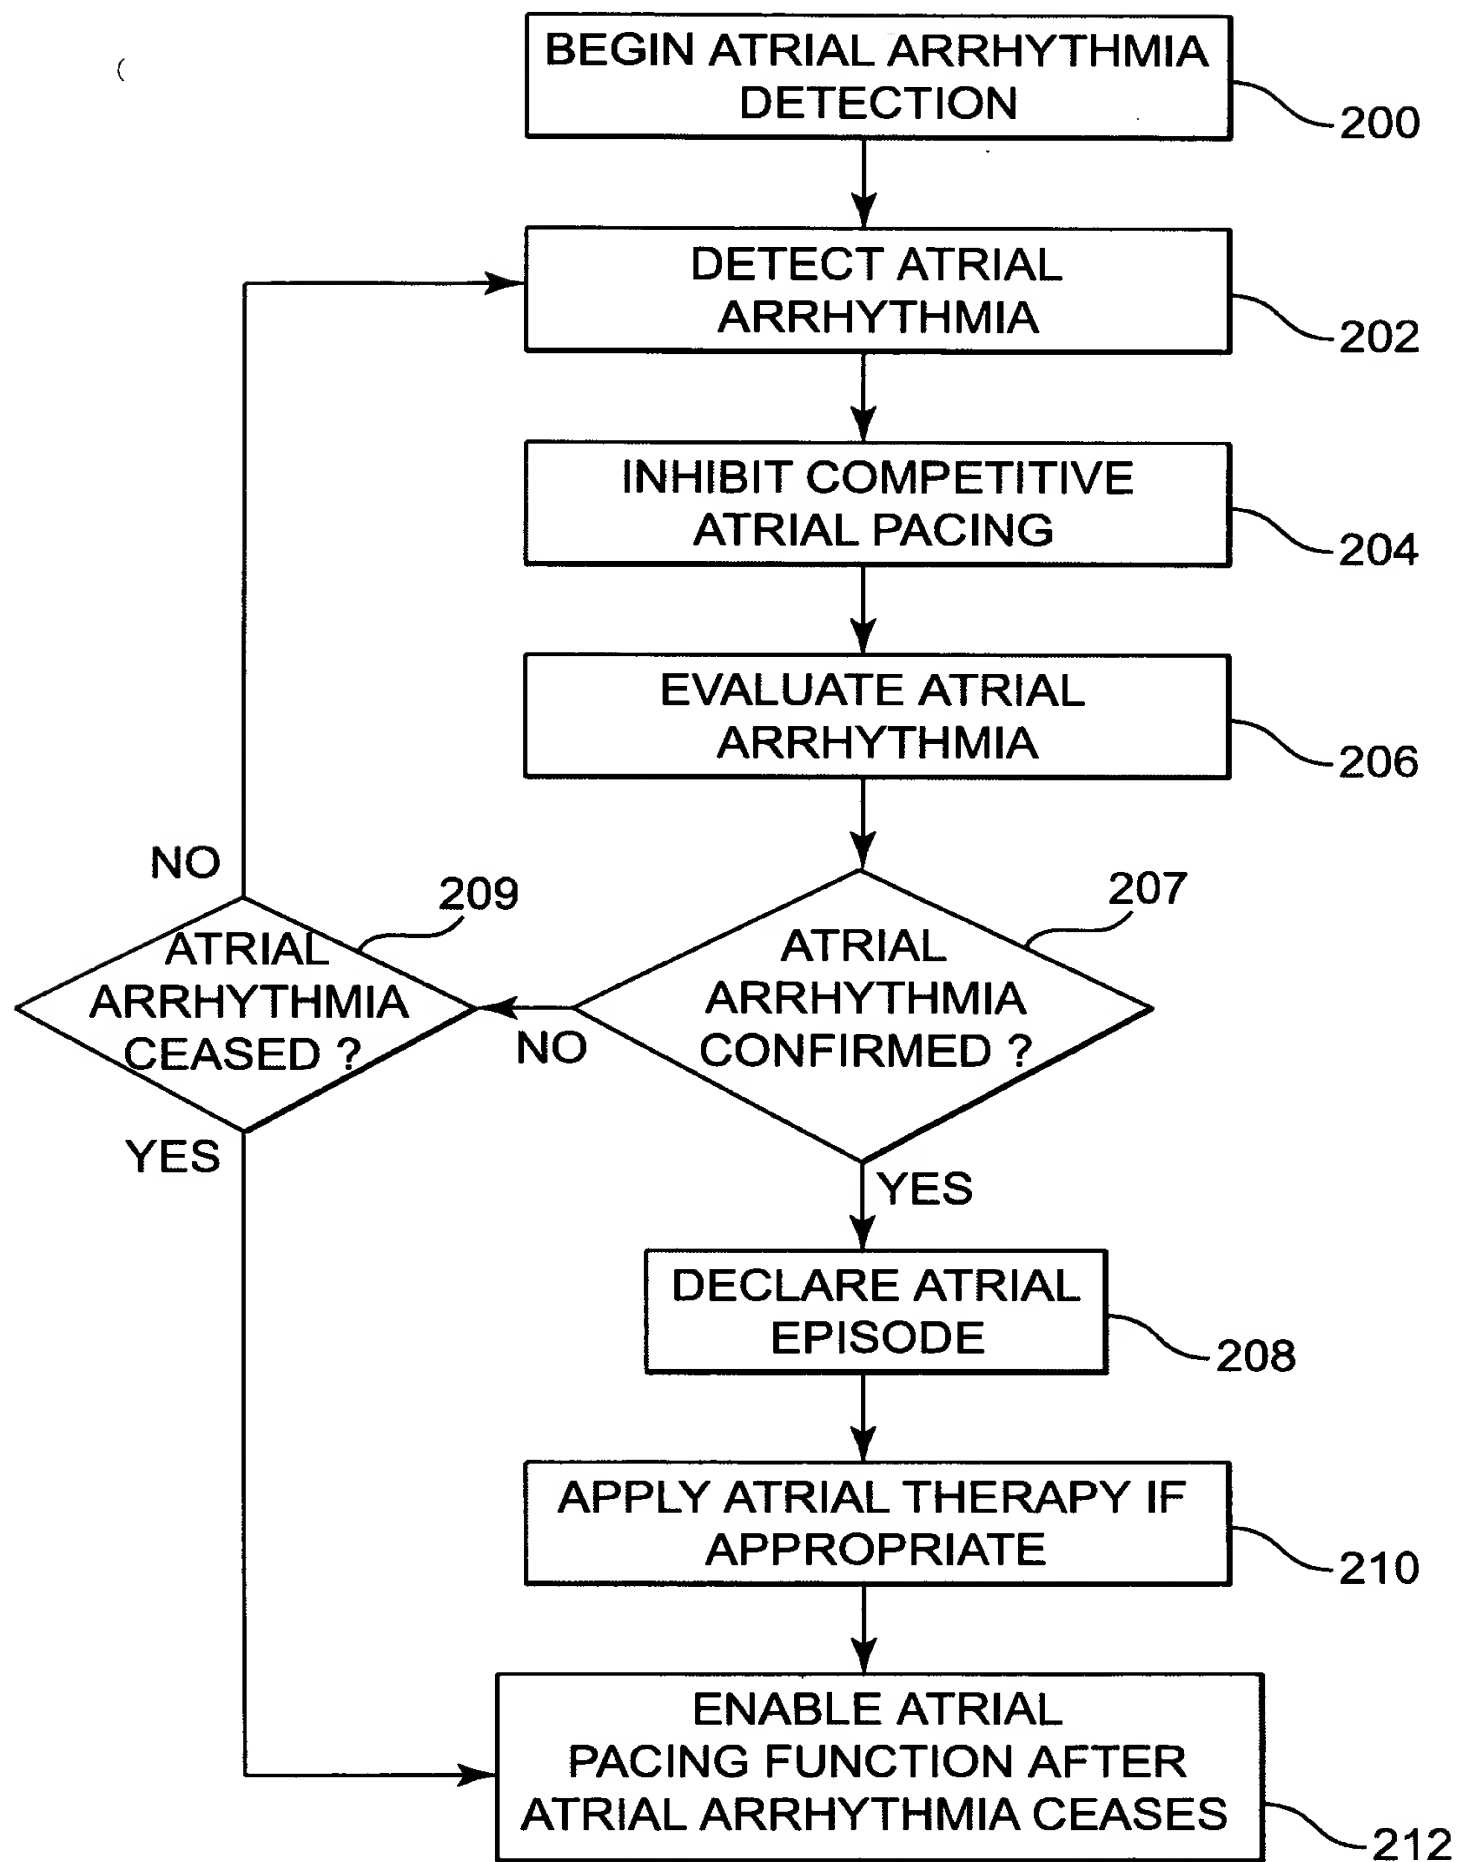 BEGIN ATRIAL ARRHYTHMIA
DETECTION
200
DETECT ATRIAL
ARRHYTHMIA
202
INHIBIT COMPETITIVE
ATRIAL PACING
204
EVALUATE ATRIAL
ARRHYTHMIA
206
NO
209
ATRIAL
ARRHYTHMIA
CEASED ?
YES
NO
207
ATRIAL
ARRHYTHMIA
CONFIRMED ?
YES
DECLARE ATRIAL
EPISODE
208
APPLY ATRIAL THERAPY IF
APPROPRIATE
210
ENABLE ATRIAL
PACING FUNCTION AFTER
ATRIAL ARRHYTHMIA CEASES
212